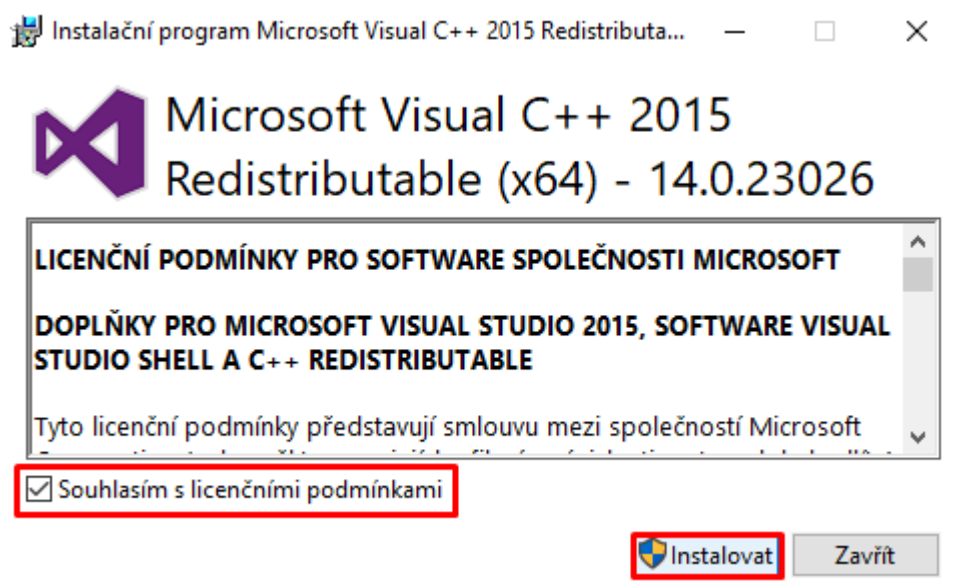 Instalační program Microsoft Visual C++ 2015 Redistributa...
Microsoft Visual C++ 2015
Redistributable (x64) - 14.0.23026
LICENČNÍ PODMÍNKY PRO SOFTWARE SPOLEČNOSTI MICROSOFT
DOPLŇKY PRO MICROSOFT VISUAL STUDIO 2015, SOFTWARE VISUAL
STUDIO SHELL A C++ REDISTRIBUTABLE
Tyto licenční podmínky představují smlouvu mezi společností Microsoft
Souhlasím s licenčními podmínkami
Instalovat
Zavřít